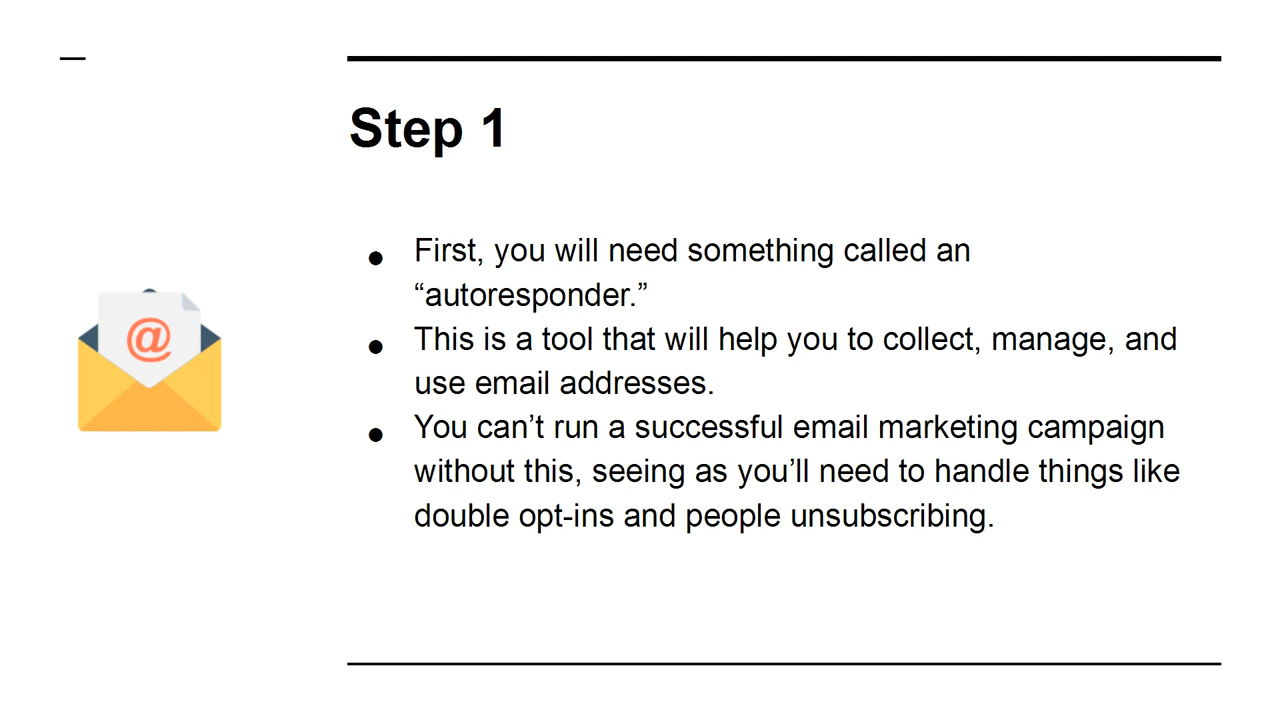 Step 1
@
● First, you will need something called an
“autoresponder.”
● This is a tool that will help you to collect, manage, and
use email addresses.
● You can’t run a successful email marketing campaign
without this, seeing as you’ll need to handle things like
double opt-ins and people unsubscribing.